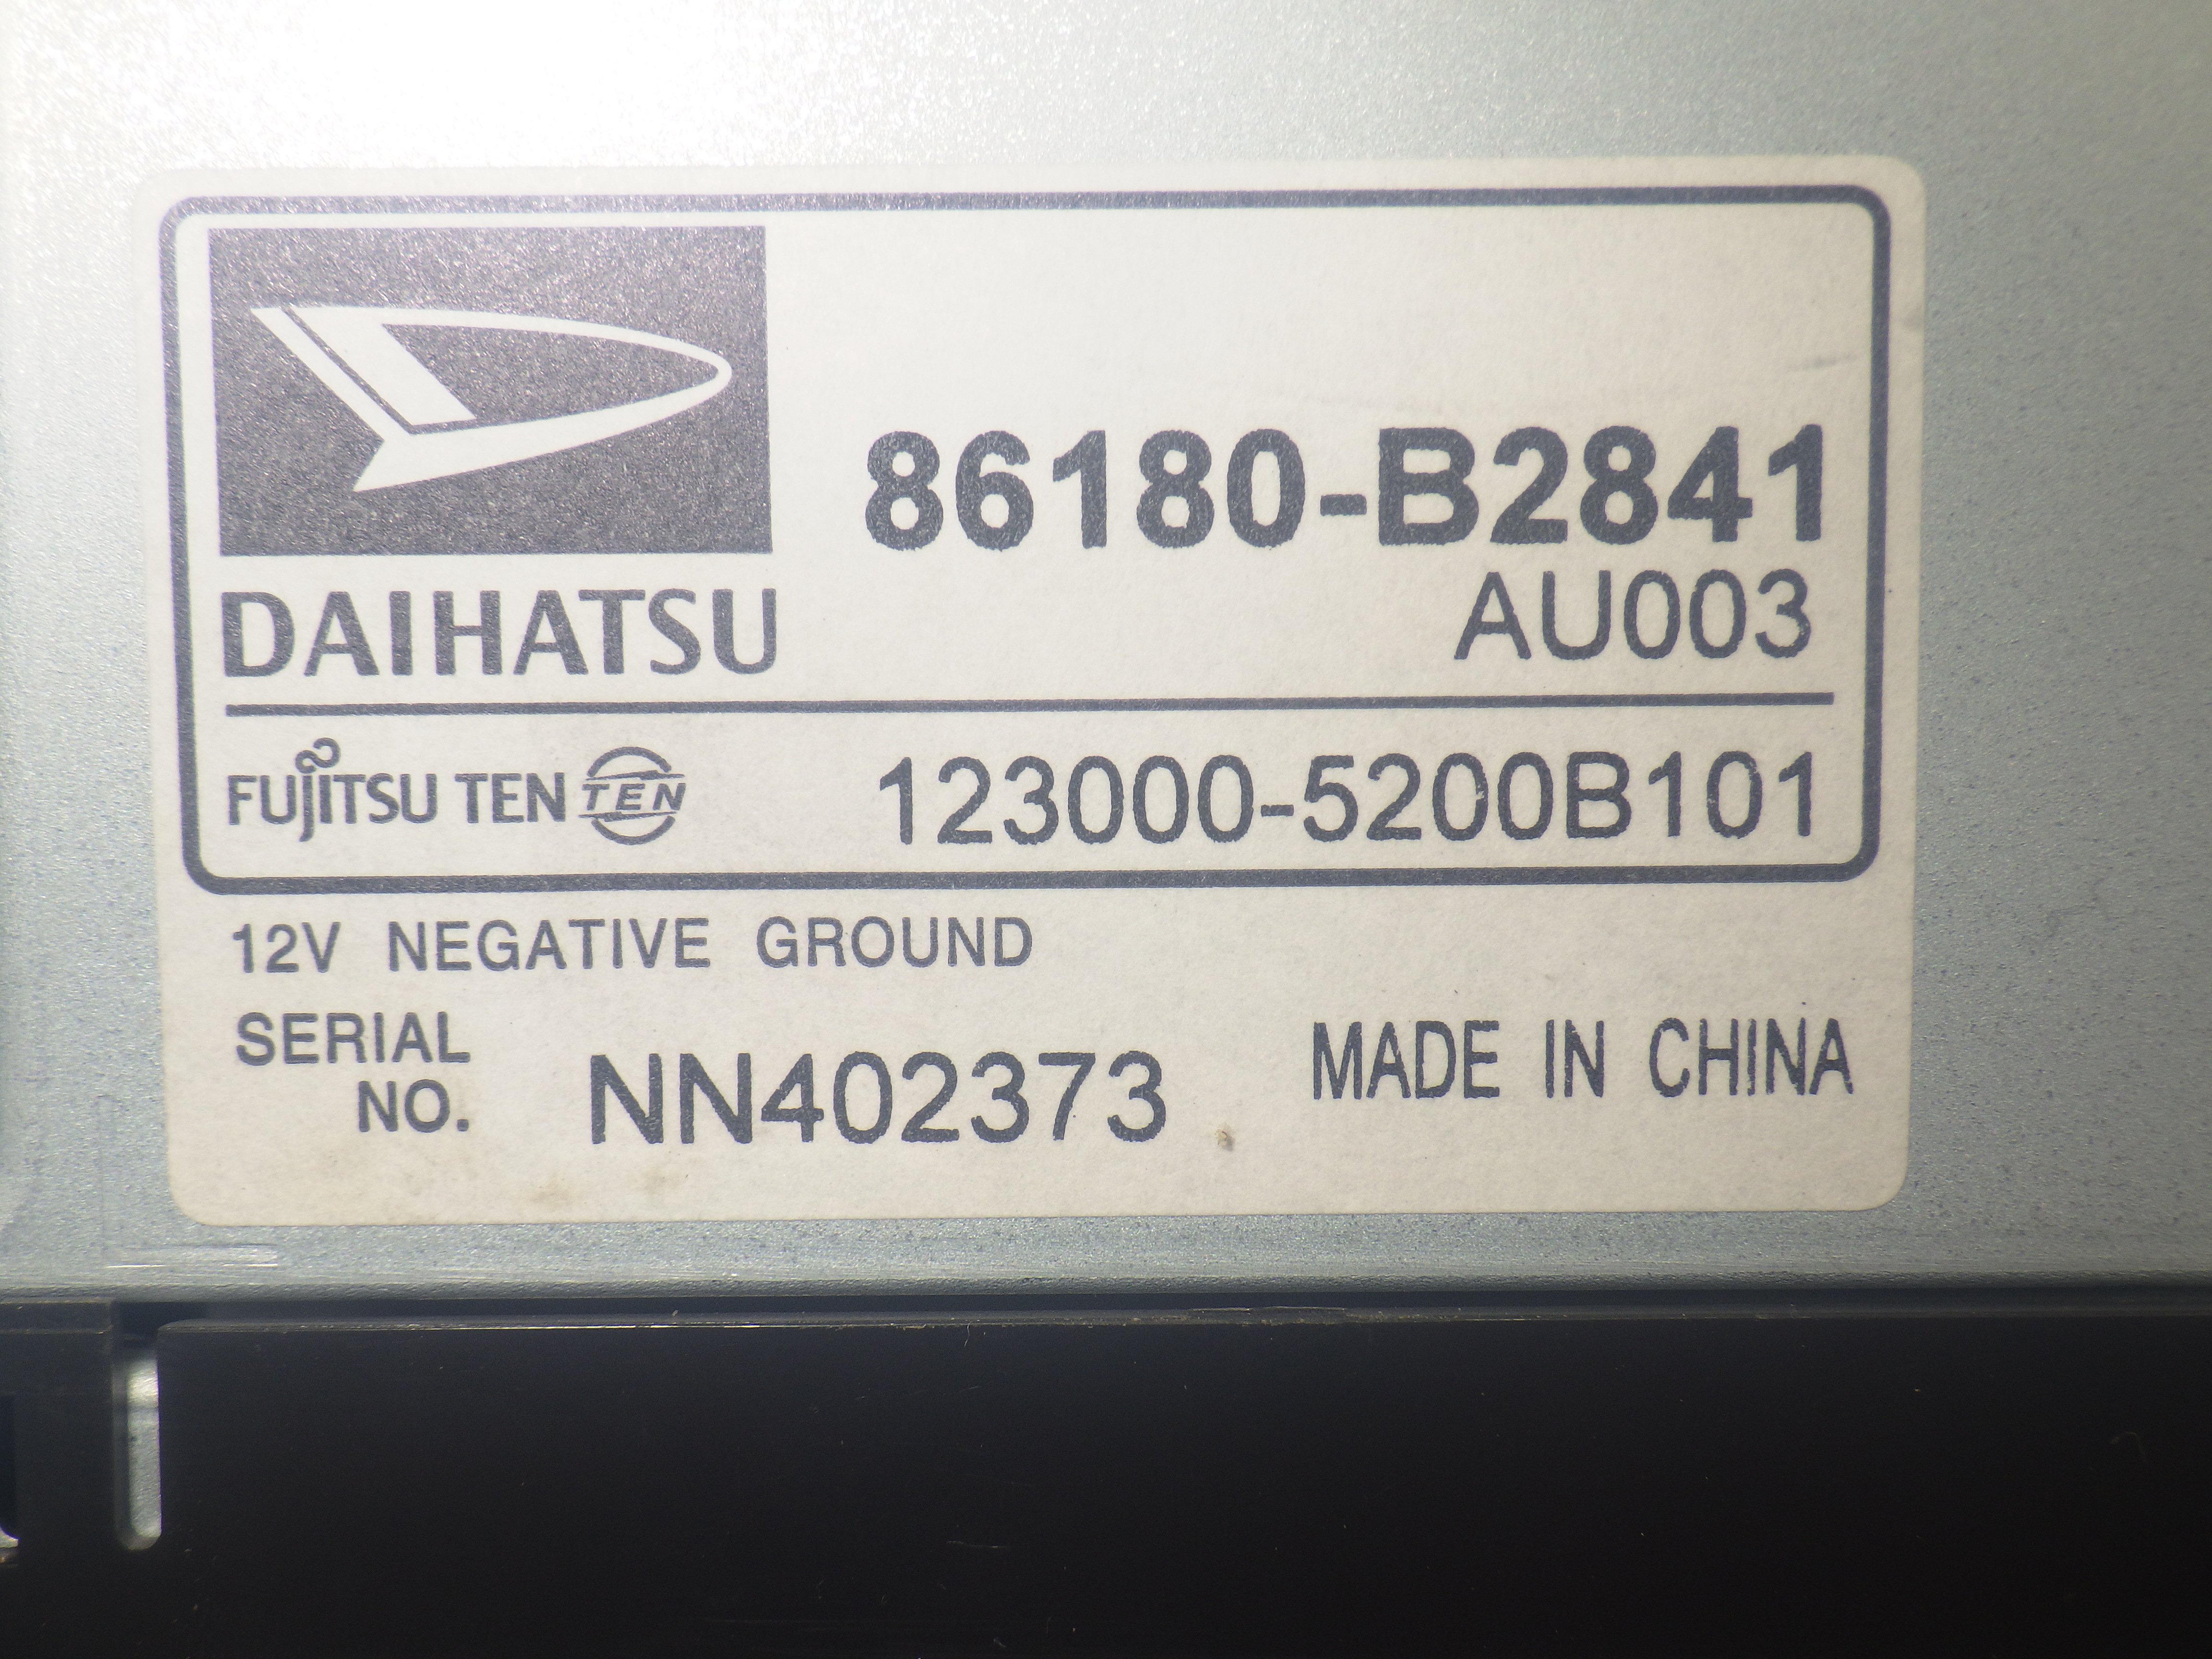 86180-B2841
DAIHATSU AU003
FUJITSU TEN TEN 123000-5200B101
12V NEGATIVE GROUND
SERIAL NO. NN402373 MADE IN CHINA